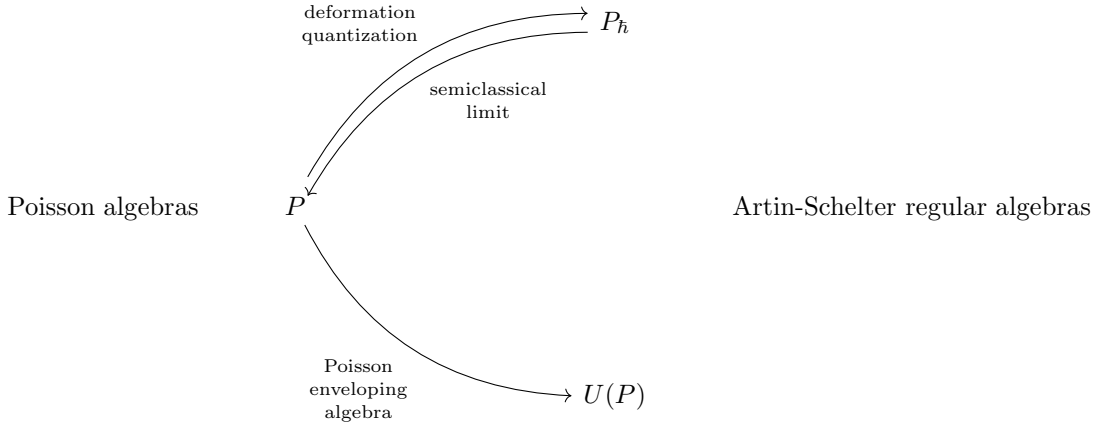 deformation
quantization
P_ℏ
semiclassical
limit
Poisson algebras
P
Artin-Schelter regular algebras
Poisson
enveloping
algebra
U(P)